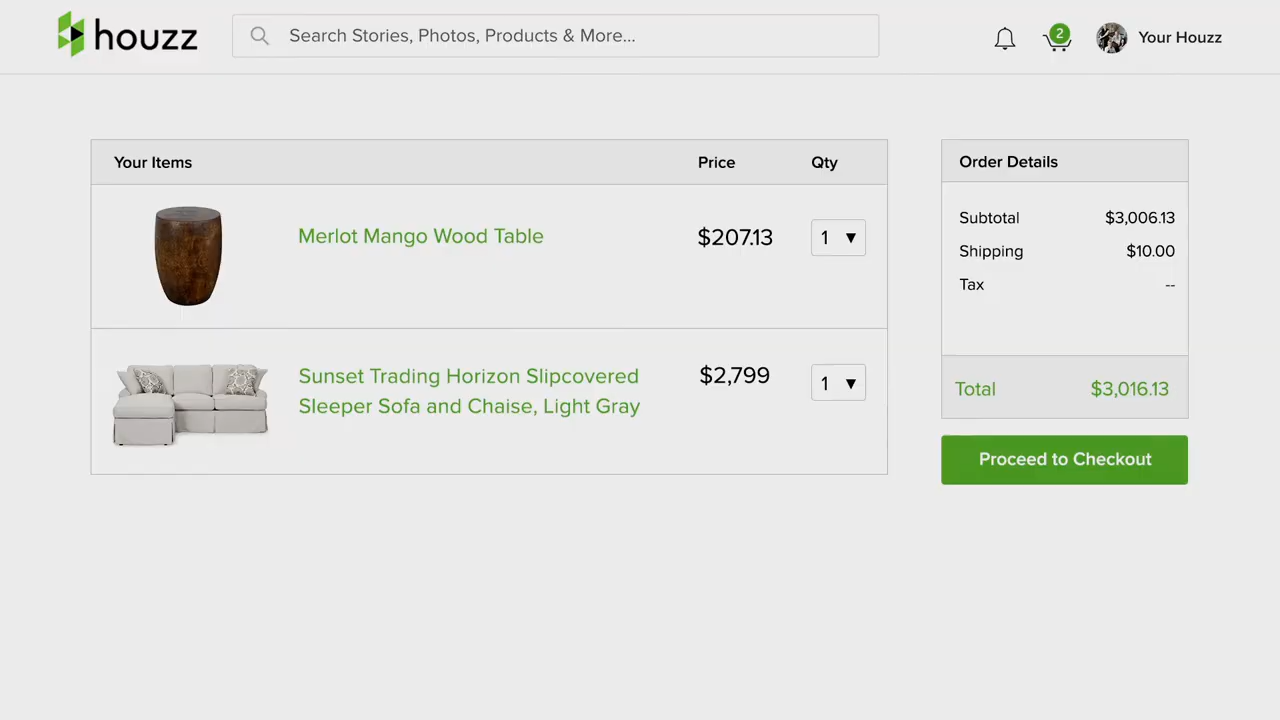 houzz
Search Stories, Photos, Products & More...
2
Your Houzz
Your Items
Price
Qty
Merlot Mango Wood Table
$207.13
1
Sunset Trading Horizon Slipcovered
Sleeper Sofa and Chaise, Light Gray
$2,799
1
Order Details
Subtotal $3,006.13
Shipping $10.00
Tax --
Total $3,016.13
Proceed to Checkout